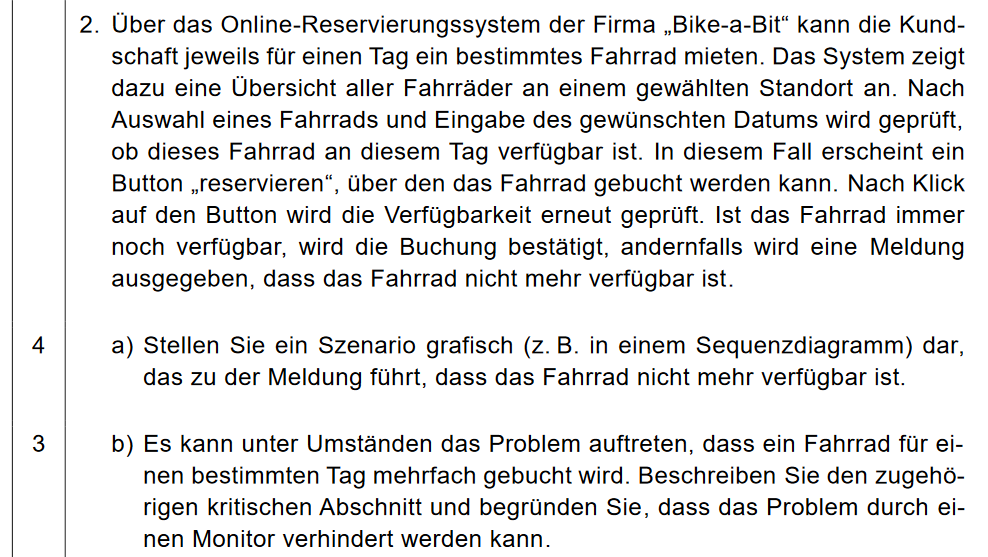 2. Über das Online-Reservierungssystem der Firma „Bike-a-Bit“ kann die Kund-
schaft jeweils für einen Tag ein bestimmtes Fahrrad mieten. Das System zeigt
dazu eine Übersicht aller Fahrräder an einem gewählten Standort an. Nach
Auswahl eines Fahrrads und Eingabe des gewünschten Datums wird geprüft,
ob dieses Fahrrad an diesem Tag verfügbar ist. In diesem Fall erscheint ein
Button „reservieren“, über den das Fahrrad gebucht werden kann. Nach Klick
auf den Button wird die Verfügbarkeit erneut geprüft. Ist das Fahrrad immer
noch verfügbar, wird die Buchung bestätigt, andernfalls wird eine Meldung
ausgegeben, dass das Fahrrad nicht mehr verfügbar ist.
4 a) Stellen Sie ein Szenario grafisch (z. B. in einem Sequenzdiagramm) dar,
das zu der Meldung führt, dass das Fahrrad nicht mehr verfügbar ist.
3 b) Es kann unter Umständen das Problem auftreten, dass ein Fahrrad für ei-
nen bestimmten Tag mehrfach gebucht wird. Beschreiben Sie den zugehö-
rigen kritischen Abschnitt und begründen Sie, dass das Problem durch ei-
nen Monitor verhindert werden kann.